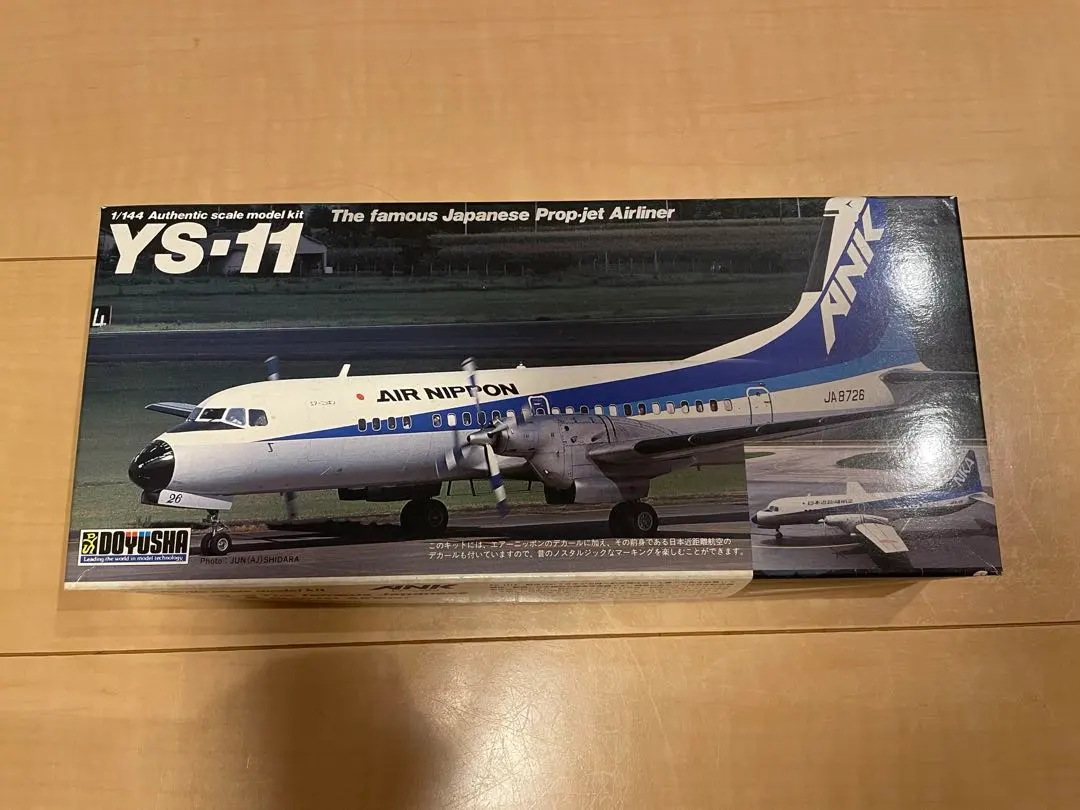 1/144 Authentic scale model kit
The famous Japanese Prop-jet Airliner
YS-11
4
ANK
AIR NIPPON
JA8726
26
ANK
日本近距離航空
DOYUSHA
Leading the world in model technology.
Photo: JUN(AJ)SHIDARA
このキットには、エアーニッポンのデカールに加え、その前身である日本近距離航空の
デカールも付いていますので、昔のノスタルジックなマーキングを楽しむことができます。
ANK